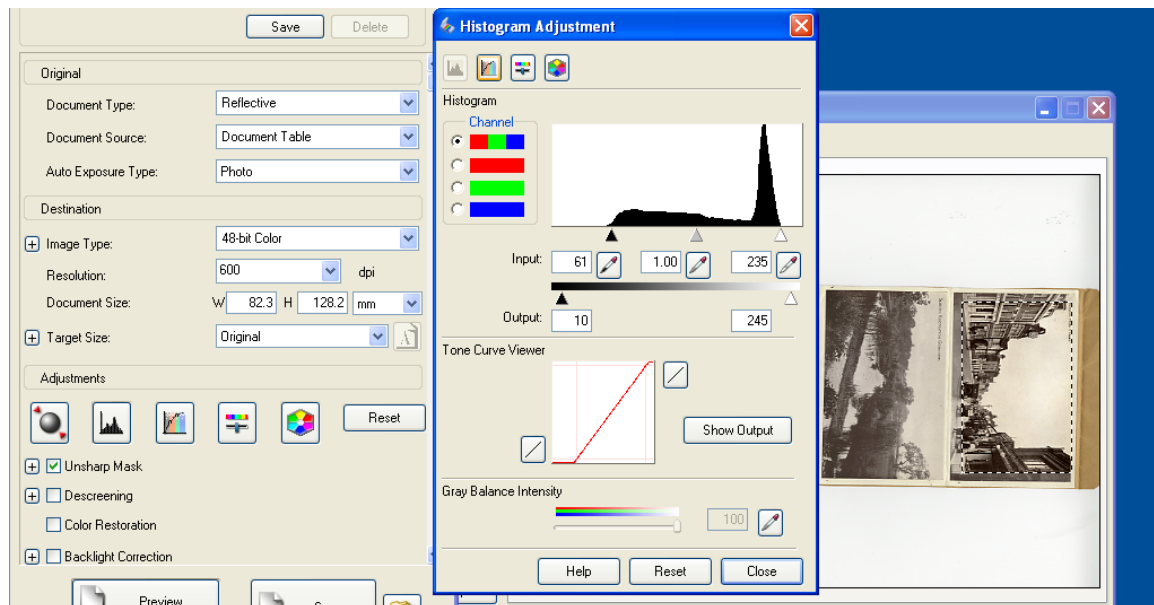 Save Delete
Original
Document Type: Reflective
Document Source: Document Table
Auto Exposure Type: Photo
Destination
Image Type: 48-bit Color
Resolution: 600 dpi
Document Size: W 82.3 H 128.2 mm
Target Size: Original A
Adjustments
Reset
Unsharp Mask
Descreening
Color Restoration
Backlight Correction
Preview
Histogram Adjustment
Histogram
Channel
Input: 61 1.00 235
Output: 10 245
Tone Curve Viewer
Show Output
Gray Balance Intensity
100
Help Reset Close